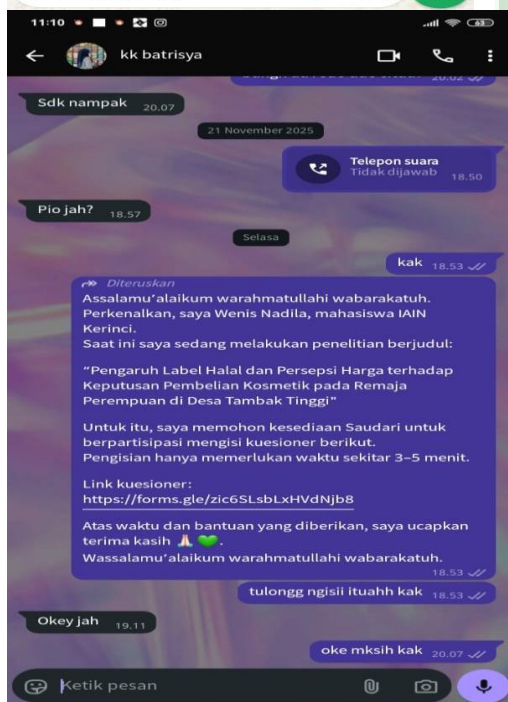 11:10
63
kk batrisya
20.02
Sdk nampak 20.07
21 November 2025
Telepon suara
Tidak dijawab 18.50
Pio jah? 18.57
Selasa
kak 18.53
Diteruskan
Assalamu'alaikum warahmatullahi wabarakatuh.
Perkenalkan, saya Wenis Nadila, mahasiswa IAIN
Kerinci.
Saat ini saya sedang melakukan penelitian berjudul:
“Pengaruh Label Halal dan Persepsi Harga terhadap
Keputusan Pembelian Kosmetik pada Remaja
Perempuan di Desa Tambak Tinggi”
Untuk itu, saya memohon kesediaan Saudari untuk
berpartisipasi mengisi kuesioner berikut.
Pengisian hanya memerlukan waktu sekitar 3–5 menit.
Link kuesioner:
https://forms.gle/zic6SLsbLxHVdNjb8
Atas waktu dan bantuan yang diberikan, saya ucapkan
terima kasih 🙏🏻 💚.
Wassalamu'alaikum warahmatullahi wabarakatuh.
18.53
tulongg ngisii ituahh kak 18.53
Okey jah 19.11
oke mksih kak 20.07
Ketik pesan